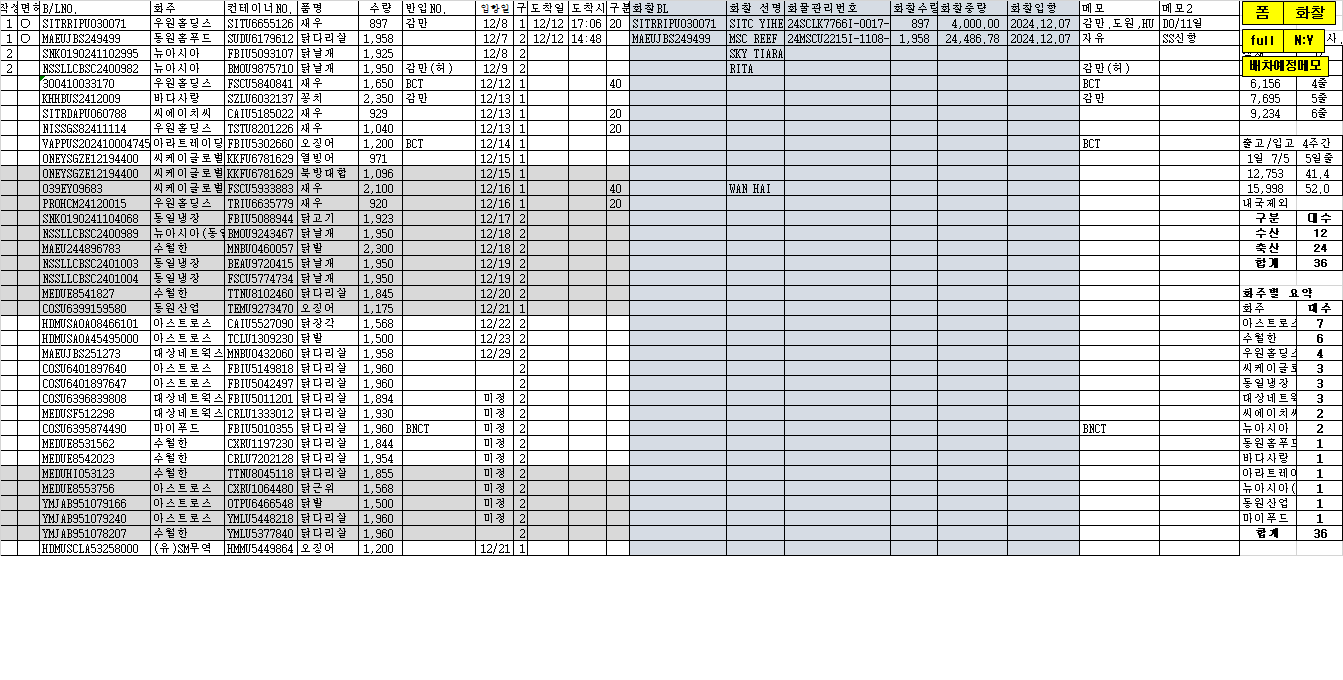 작성 면허 B/LNO. 화주 컨테이너NO. 품명 수량 반입NO. 입항일 구 도착일 도착시 구분 화찰BL 화찰 선명 화물관리번호 화찰수량 화찰중량 화찰입항 메모 메모2 폼 화찰
1 O SITRRIPU030071 우원홀딩스 SITU6655126 새우 897 감만 12/8 1 12/12 17:06 20 SITRRIPU030071 SITC YIHE 24SCLK7766I-0017- 897 4,000.00 2024.12.07 감만,도원,HU DO/11일
1 O MAEUJBS249499 동원홈푸드 SUDU6179612 닭다리살 1,958 12/7 2 12/12 14:48 MAEUJBS249499 MSC REEF 24MSCU2215I-1108- 1,958 24,486.78 2024.12.07 자유 SS신항 full N:Y
2 SNKO190241102995 뉴아시아 FBIU5093107 닭날개 1,925 12/8 2 SKY TIARA
2 NSSLLCBSC2400982 뉴아시아 BMOU9875710 닭날개 1,950 감만(허) 12/9 2 RITA 감만(허) 배차예정메모
300410033170 우원홀딩스 FSCU5840841 새우 1,650 BCT 12/12 1 40 BCT 6,156 4줄
KHHBUS2412009 바다사랑 SZLU6032137 꽁치 2,350 감만 12/13 1 감만 7,695 5줄
SITRDAPU060788 씨에이치씨 CAIU5185022 새우 929 12/13 1 20 9,234 6줄
NISSGS82411114 우원홀딩스 TSTU8201226 새우 1,040 12/13 1 20
VAPPUS202410004745 아라트레이딩 FBIU5302660 오징어 1,200 BCT 12/14 1 BCT 출고/입고 4주간
ONEYSGZE12194400 씨케이글로벌 KKFU6781629 열빙어 971 12/15 1 1일 7/5 5일줄
ONEYSGZE12194400 씨케이글로벌 KKFU6781629 북방대합 1,096 12/15 1 12,753 41.4
039EY09683 씨케이글로벌 FSCU5933883 새우 2,100 12/16 1 40 WAN HAI 15,998 52.0
PROHCM24120015 우원홀딩스 TRIU6635779 새우 920 12/16 1 20 내국제외
SNKO190241104068 동일냉장 FBIU5088944 닭고기 1,923 12/17 2 구분 대수
NSSLLCBSC2400989 뉴아시아(동일 BMOU9243467 닭날개 1,950 12/18 2 수산 12
MAEU244896783 수월한 MNBU0460057 닭발 2,300 12/18 2 축산 24
NSSLLCBSC2401003 동일냉장 BEAU9720415 닭날개 1,950 12/19 2 합계 36
NSSLLCBSC2401004 동일냉장 FSCU5774734 닭날개 1,950 12/19 2
MEDUE8541827 수월한 TTNU8102460 닭다리살 1,845 12/20 2 화주별 요약
COSU6399159580 동원산업 TEMU9273470 오징어 1,175 12/21 1 화주 대수
HDMUSAOA08466101 아스트로스 CAIU5527090 닭장각 1,568 12/22 2 아스트로스 7
HDMUSAOA45495000 아스트로스 TCLU1309230 닭발 1,500 12/23 2 수월한 6
MAEUJBS251273 대상네트웍스 MNBU0432060 닭다리살 1,958 12/29 2 우원홀딩스 4
COSU6401897640 아스트로스 FBIU5149818 닭다리살 1,960 2 씨케이글로 3
COSU6401897647 아스트로스 FBIU5042497 닭다리살 1,960 2 동일냉장 3
COSU6396839808 대상네트웍스 FBIU5011201 닭다리살 1,894 미정 2 대상네트웍 3
MEDUSF512298 대상네트웍스 CRLU1333012 닭다리살 1,930 미정 2 씨에이치씨 2
COSU6395874490 마이푸드 FBIU5010355 닭다리살 1,960 BNCT 미정 2 BNCT 뉴아시아 2
MEDUE8531562 수월한 CXRU1197230 닭다리살 1,844 미정 2 동원홈푸드 1
MEDUE8542023 수월한 CRLU7202128 닭다리살 1,954 미정 2 바다사랑 1
MEDUHI053123 수월한 TTNU8045118 닭다리살 1,855 미정 2 아라트레이 1
MEDUE8553756 아스트로스 CXRU1064480 닭근위 1,568 미정 2 뉴아시아( 1
YMJAB951079166 아스트로스 OTPU6466548 닭발 1,500 미정 2 동원산업 1
YMJAB951079240 아스트로스 YMLU5448218 닭다리살 1,960 미정 2 마이푸드 1
YMJAB951078207 수월한 YMLU5377840 닭다리살 1,960 2 합계 36
HDMUSCLA53258000 (유)SM무역 HMMU5449864 오징어 1,200 12/21 1